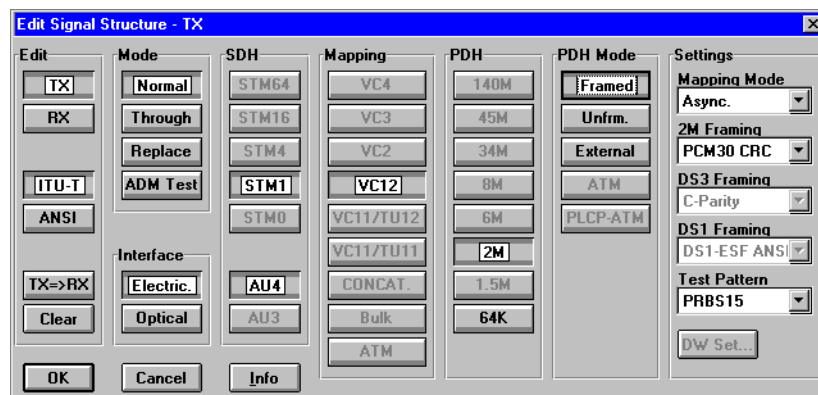 Edit Signal Structure - TX
Edit
TX
RX
ITU-T
ANSI
TX=>RX
Clear
Mode
Normal
Through
Replace
ADM Test
Interface
Electric.
Optical
SDH
STM64
STM16
STM4
STM1
STM0
AU4
AU3
Mapping
VC4
VC3
VC2
VC12
VC11/TU12
VC11/TU11
CONCAT.
Bulk
ATM
PDH
140M
45M
34M
8M
6M
2M
1.5M
64K
PDH Mode
Framed
Unfrm.
External
ATM
PLCP-ATM
Settings
Mapping Mode
Async.
2M Framing
PCM30 CRC
DS3 Framing
C-Parity
DS1 Framing
DS1-ESF ANSI
Test Pattern
PRBS15
DW Set...
OK
Cancel
Info